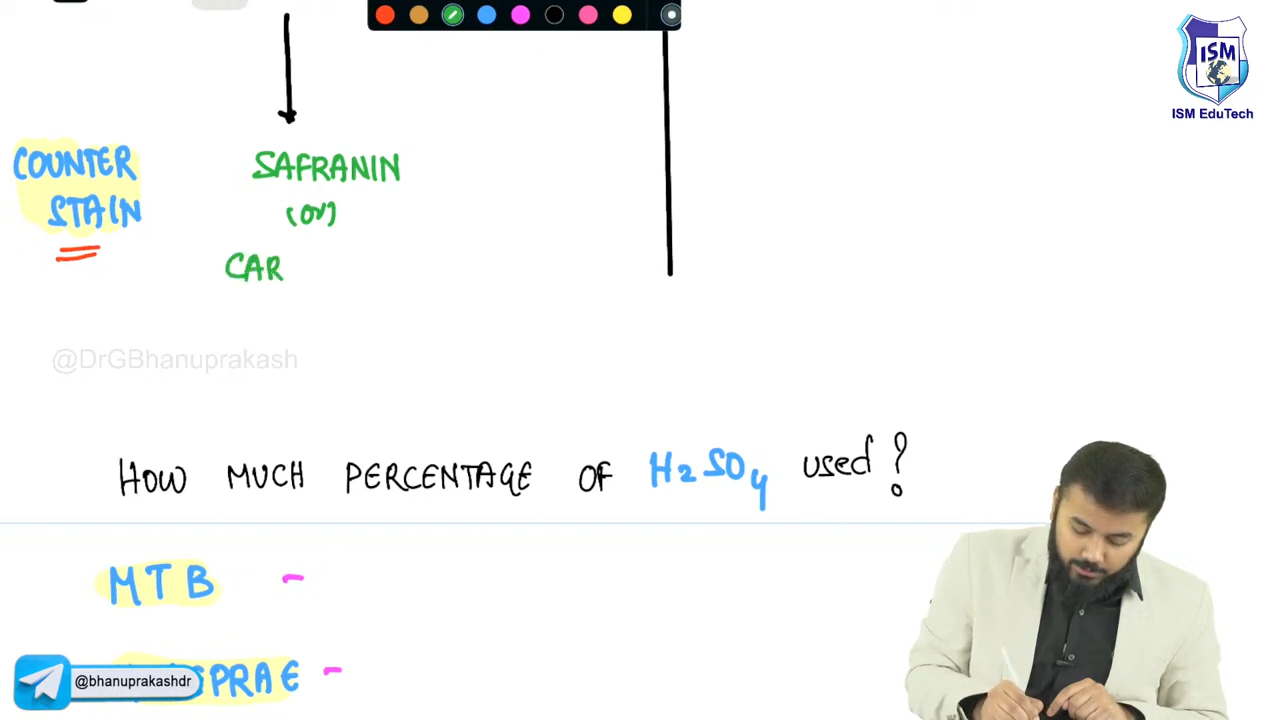 ISM
ISM EduTech
COUNTER
STAIN
SAFRANIN
(or)
CAR
@DrGBhanuprakash
HOW MUCH PERCENTAGE OF H2SO4 used?
MTB -
PRAE -
@bhanuprakashdr